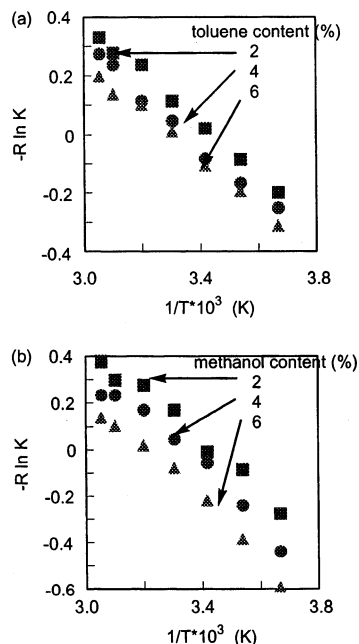 (a)
toluene content (%)
2
4
6
0.4
0.2
0
-0.2
-0.4
-R ln K
3.0
3.4
3.8
1/T*10³ (K)
(b)
methanol content (%)
2
4
6
0.4
0.2
0
-0.2
-0.4
-0.6
-R ln K
3.0
3.4
3.8
1/T*10³ (K)